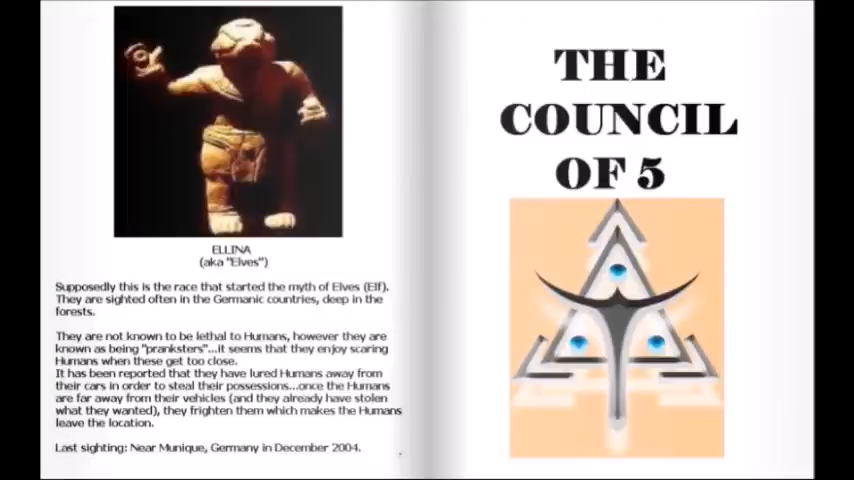 ELLINA
(aka "Elves")
Supposedly this is the race that started the myth of Elves (Elf).
They are sighted often in the Germanic countries, deep in the
forests.
They are not known to be lethal to Humans, however they are
known as being "pranksters"...it seems that they enjoy scaring
Humans when these get too close.
It has been reported that they have lured Humans away from
their cars in order to steal their possessions...once the Humans
are far away from their vehicles (and they already have stolen
what they wanted), they frighten them which makes the Humans
leave the location.
Last sighting: Near Munique, Germany in December 2004.
THE
COUNCIL
OF 5